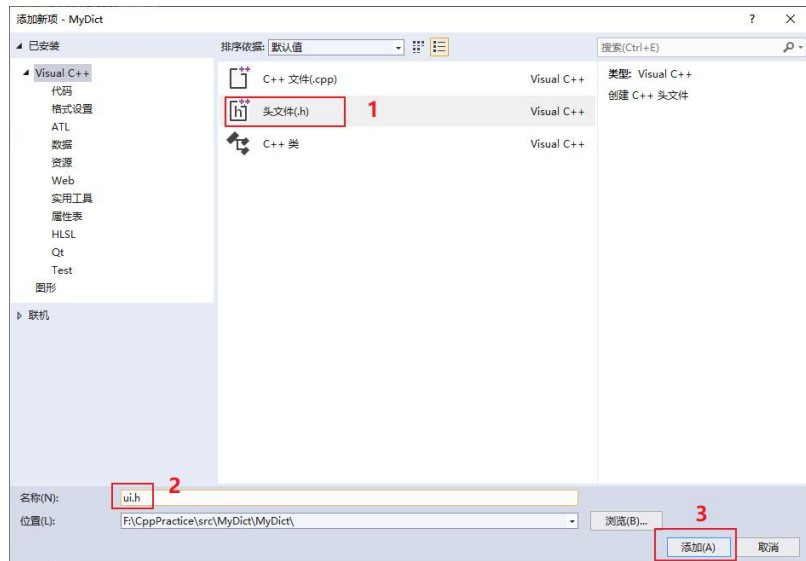 添加新项 - MyDict
? ×
已安装
排序依据: 默认值
搜索(Ctrl+E)
Visual C++
代码
格式设置
ATL
数据
资源
Web
实用工具
属性表
HLSL
Qt
Test
图形
联机
C++ 文件(.cpp) Visual C++
头文件(.h) 1 Visual C++
C++ 类 Visual C++
类型: Visual C++
创建 C++ 头文件
名称(N): ui.h 2
位置(L): F:\CppPractice\src\MyDict\MyDict\ 浏览(B)...
3
添加(A) 取消